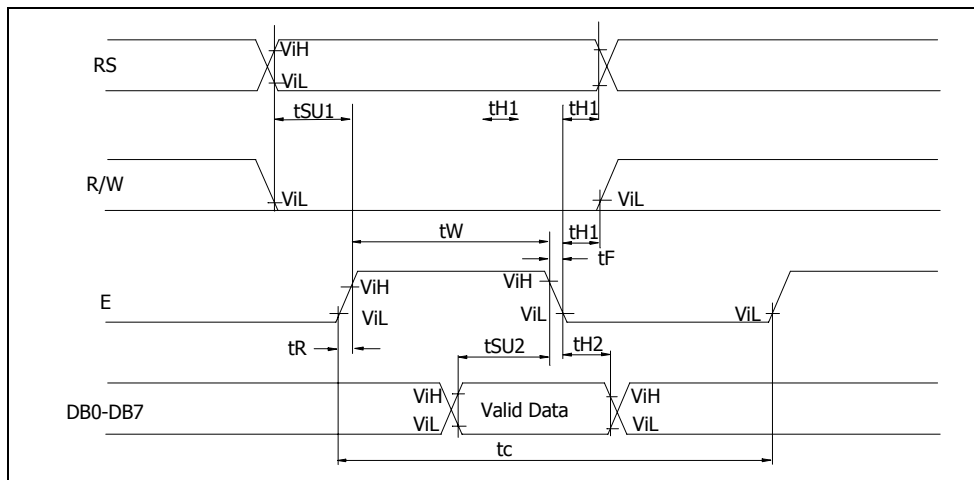 ViH
RS
ViL
tSU1 tH1 tH1
R/W
ViL ViL
tW tH1
tF
ViH ViH
E
ViL ViL ViL
tR tSU2 tH2
ViH ViH
DB0-DB7 Valid Data
ViL ViL
tc